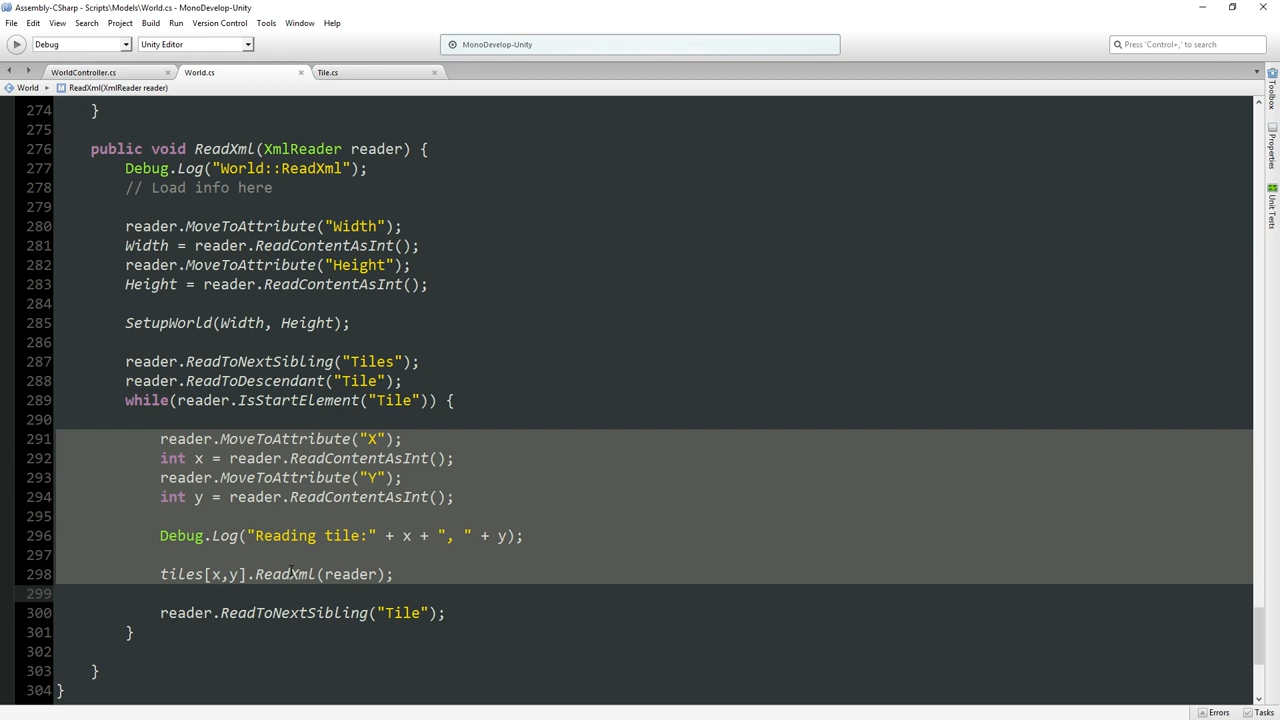 Assembly-CSharp - Scripts\Models\World.cs - MonoDevelop-Unity
File Edit View Search Project Build Run Version Control Tools Window Help
Debug Unity Editor MonoDevelop-Unity Press 'Control+,' to search
WorldController.cs World.cs Tile.cs
World ReadXml(XmlReader reader)
274 }
275
276 public void ReadXml(XmlReader reader) {
277 Debug.Log("World::ReadXml");
278 // Load info here
279
280 reader.MoveToAttribute("Width");
281 Width = reader.ReadContentAsInt();
282 reader.MoveToAttribute("Height");
283 Height = reader.ReadContentAsInt();
284
285 SetupWorld(Width, Height);
286
287 reader.ReadToNextSibling("Tiles");
288 reader.ReadToDescendant("Tile");
289 while(reader.IsStartElement("Tile")) {
290
291 reader.MoveToAttribute("X");
292 int x = reader.ReadContentAsInt();
293 reader.MoveToAttribute("Y");
294 int y = reader.ReadContentAsInt();
295
296 Debug.Log("Reading tile:" + x + ", " + y);
297
298 tiles[x,y].ReadXml(reader);
299
300 reader.ReadToNextSibling("Tile");
301 }
302
303 }
304 }
Toolbox
Properties
Unit Tests
Errors Tasks